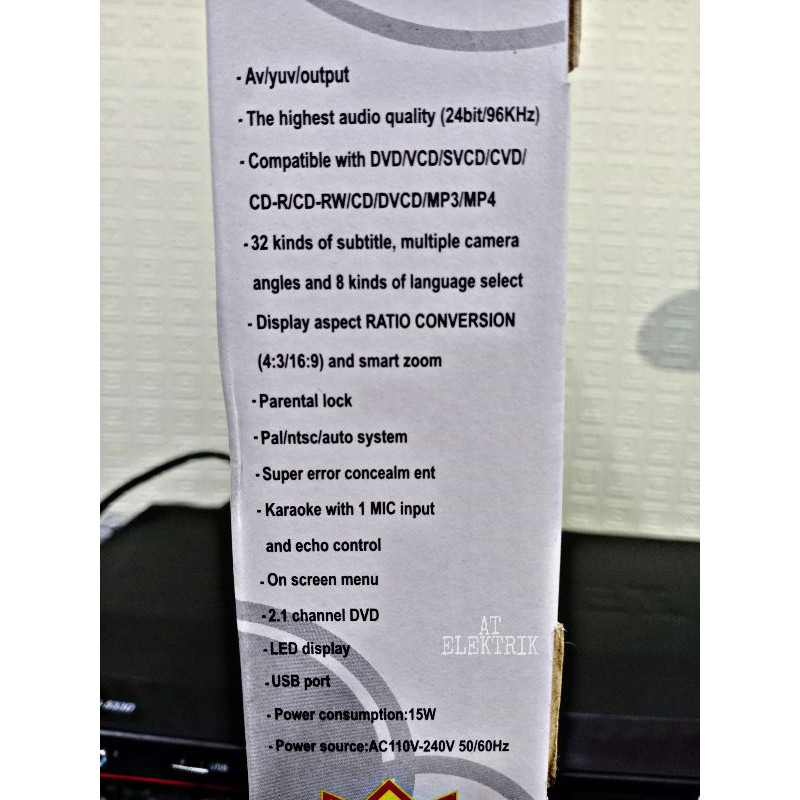 - Av/yuv/output
- The highest audio quality (24bit/96KHz)
- Compatible with DVD/VCD/SVCD/CVD/
CD-R/CD-RW/CD/DVCD/MP3/MP4
- 32 kinds of subtitle, multiple camera
angles and 8 kinds of language select
- Display aspect RATIO CONVERSION
(4:3/16:9) and smart zoom
- Parental lock
- Pal/ntsc/auto system
- Super error concealm ent
- Karaoke with 1 MIC input
and echo control
- On screen menu
- 2.1 channel DVD
- LED display
- USB port
- Power consumption:15W
- Power source:AC110V-240V 50/60Hz
AT
ELEKTRIK